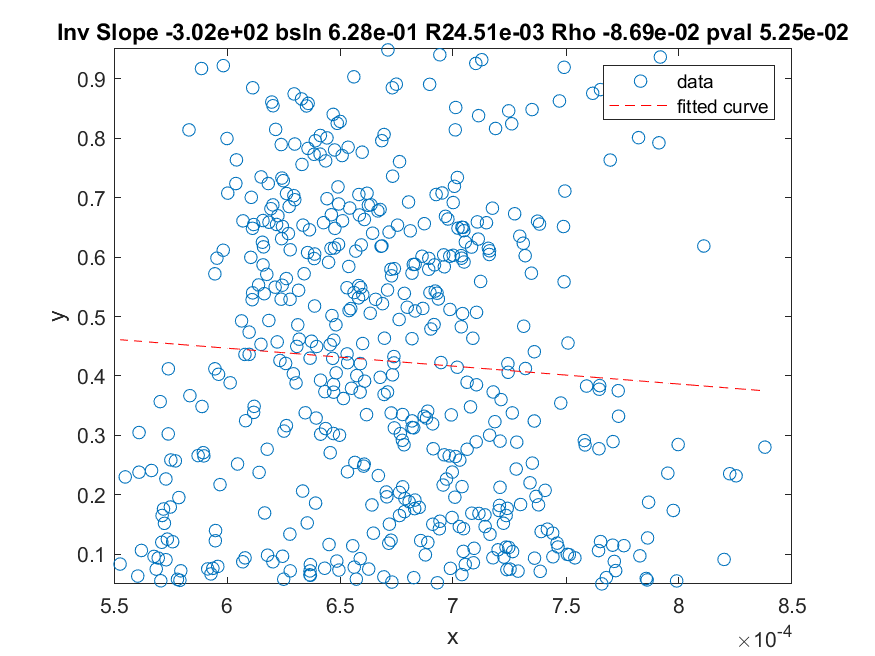 Inv Slope -3.02e+02 bsln 6.28e-01 R24.51e-03 Rho -8.69e-02 pval 5.25e-02
data
fitted curve
0.9
0.8
0.7
0.6
0.5
0.4
0.3
0.2
0.1
y
5.5 6 6.5 7 7.5 8 8.5
x
×10-4